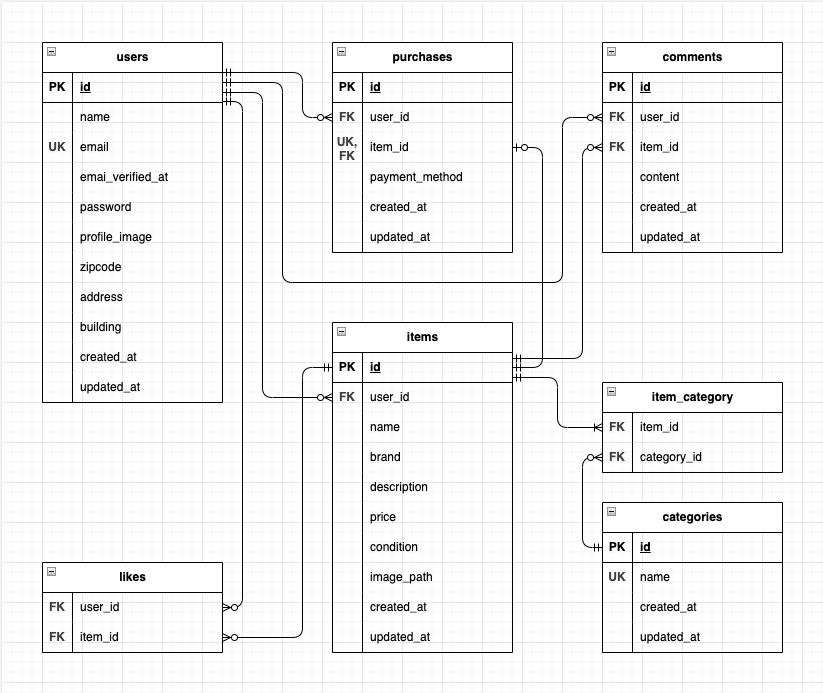 users
PK id
name
UK email
emai_verified_at
password
profile_image
zipcode
address
building
created_at
updated_at
purchases
PK id
FK user_id
UK, FK item_id
payment_method
created_at
updated_at
comments
PK id
FK user_id
FK item_id
content
created_at
updated_at
items
PK id
FK user_id
name
brand
description
price
condition
image_path
created_at
updated_at
item_category
FK item_id
FK category_id
categories
PK id
UK name
created_at
updated_at
likes
FK user_id
FK item_id